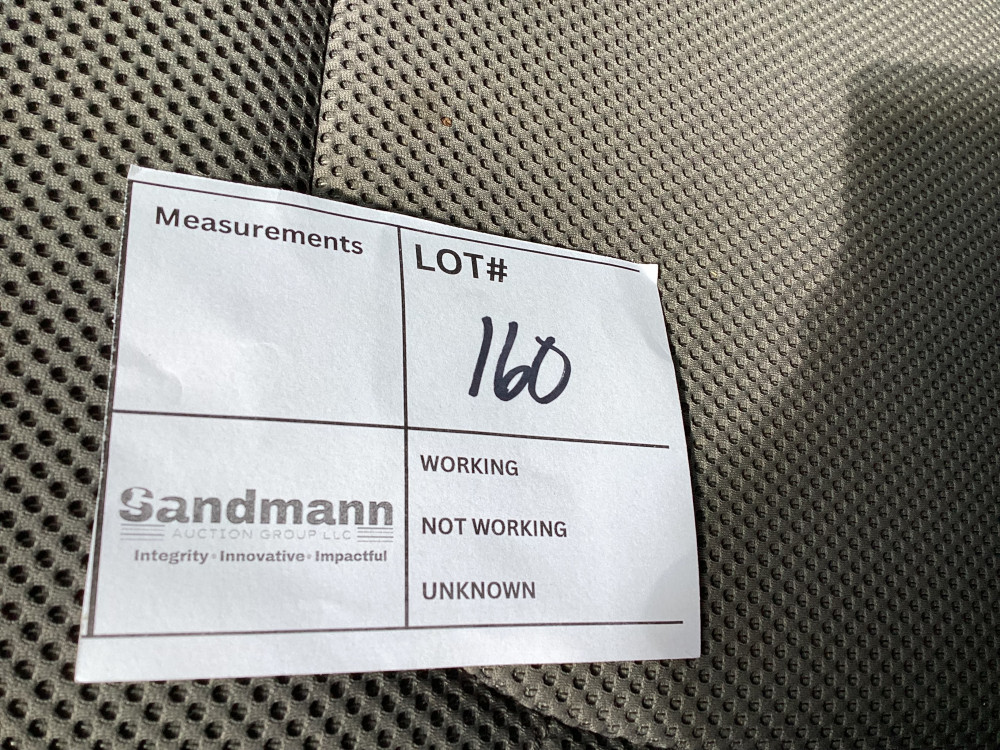 Measurements
LOT#
160
Sandmann
AUCTION GROUP LLC
Integrity • Innovative • Impactful
WORKING
NOT WORKING
UNKNOWN